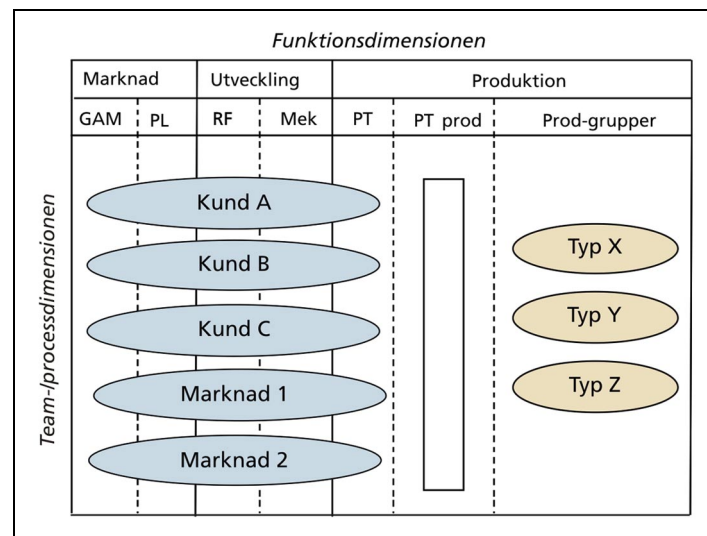 Funktionsdimensionen
Marknad Utveckling Produktion
GAM PL RF Mek PT PT prod Prod-grupper
Team-/processdimensionen
Kund A
Typ X
Kund B
Typ Y
Kund C
Typ Z
Marknad 1
Marknad 2